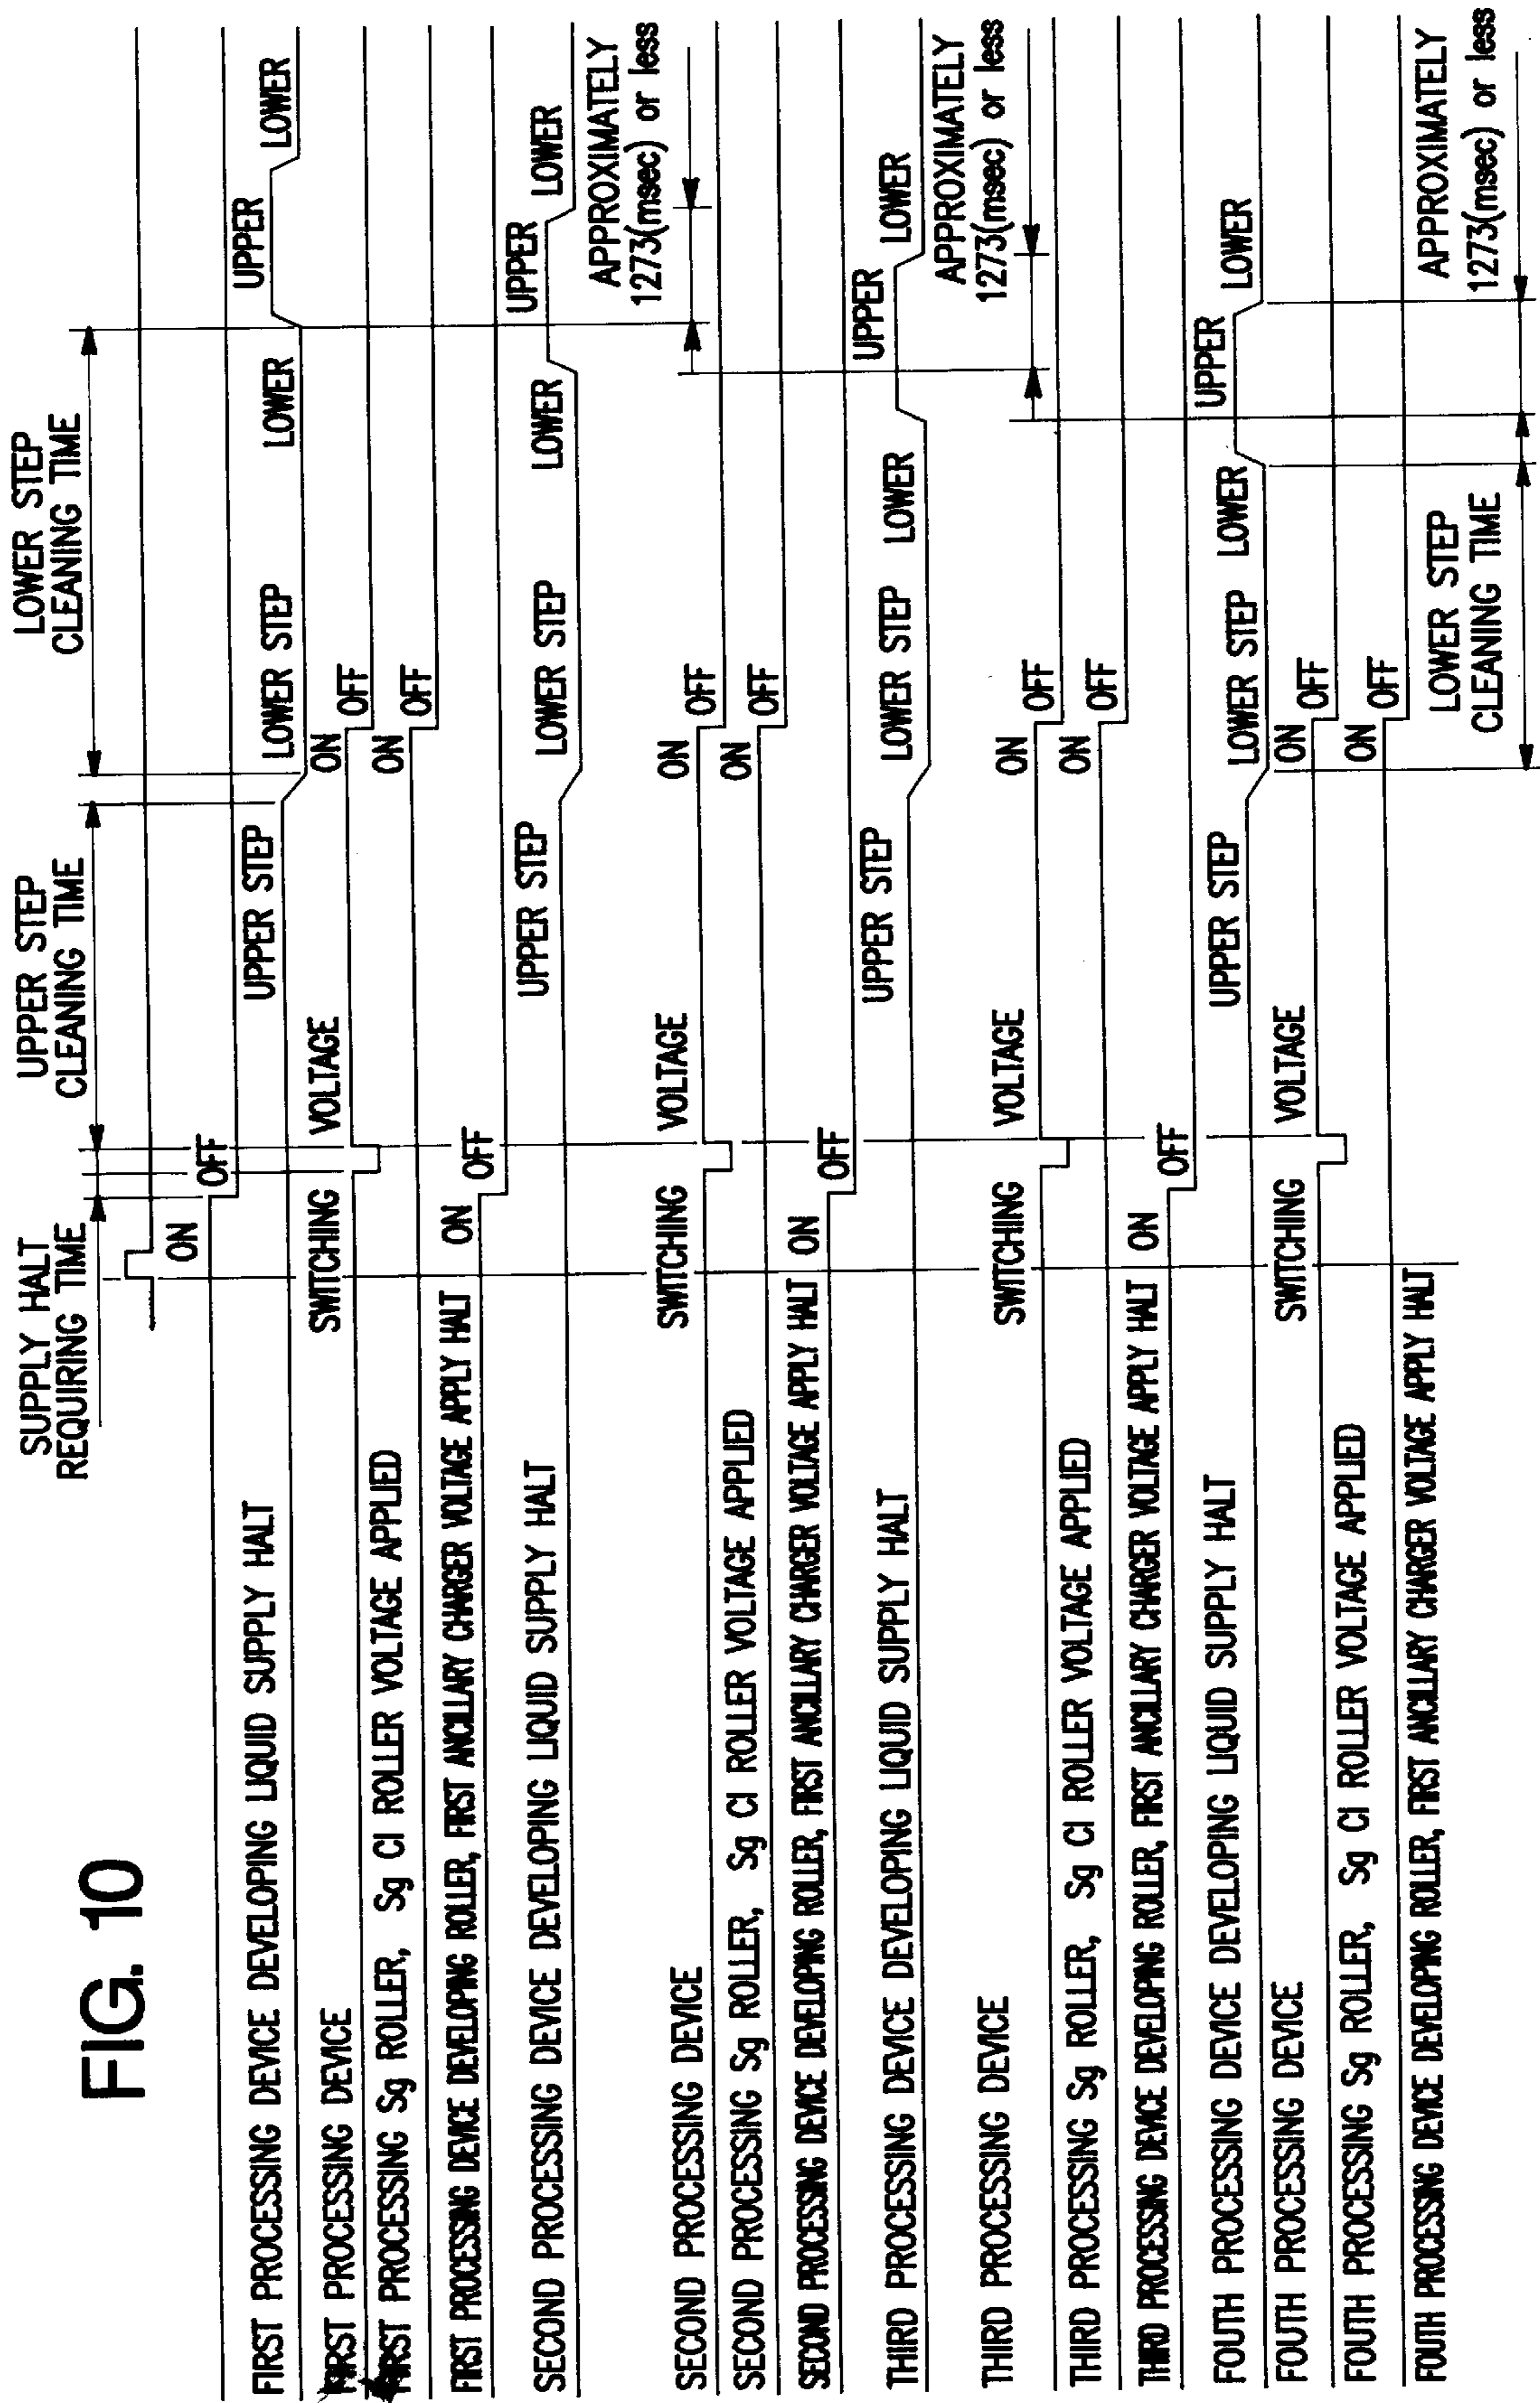 FIG. 10
SUPPLY HALT
REQUIRING TIME
UPPER STEP
CLEANING TIME
LOWER STEP
CLEANING TIME
FIRST PROCESSING DEVICE DEVELOPING LIQUID SUPPLY HALT
ON
OFF
FIRST PROCESSING DEVICE
UPPER STEP
LOWER STEP
LOWER
UPPER
LOWER
FIRST PROCESSING Sg ROLLER, Sg Cl ROLLER VOLTAGE APPLIED
SWITCHING VOLTAGE
ON
OFF
FIRST PROCESSING DEVICE DEVELOPING ROLLER, FIRST ANCILLARY CHARGER VOLTAGE APPLY HALT
ON
OFF
SECOND PROCESSING DEVICE DEVELOPING LIQUID SUPPLY HALT
ON
OFF
SECOND PROCESSING DEVICE
UPPER STEP
LOWER STEP
LOWER
UPPER
LOWER
APPROXIMATELY
1273(msec) or less
SECOND PROCESSING Sg ROLLER, Sg Cl ROLLER VOLTAGE APPLIED
SWITCHING VOLTAGE
ON
OFF
SECOND PROCESSING DEVICE DEVELOPING ROLLER, FIRST ANCILLARY CHARGER VOLTAGE APPLY HALT
ON
OFF
THIRD PROCESSING DEVICE DEVELOPING LIQUID SUPPLY HALT
ON
OFF
THIRD PROCESSING DEVICE
UPPER STEP
LOWER STEP
LOWER
UPPER
LOWER
APPROXIMATELY
1273(msec) or less
THIRD PROCESSING Sg ROLLER, Sg Cl ROLLER VOLTAGE APPLIED
SWITCHING VOLTAGE
ON
OFF
THIRD PROCESSING DEVICE DEVELOPING ROLLER, FIRST ANCILLARY CHARGER VOLTAGE APPLY HALT
ON
OFF
FOUTH PROCESSING DEVICE DEVELOPING LIQUID SUPPLY HALT
ON
OFF
FOUTH PROCESSING DEVICE
UPPER STEP
LOWER STEP
LOWER
UPPER
LOWER
FOUTH PROCESSING Sg ROLLER, Sg Cl ROLLER VOLTAGE APPLIED
SWITCHING VOLTAGE
ON
OFF
FOUTH PROCESSING DEVICE DEVELOPING ROLLER, FIRST ANCILLARY CHARGER VOLTAGE APPLY HALT
ON
OFF
LOWER STEP
CLEANING TIME
APPROXIMATELY
1273(msec) or less